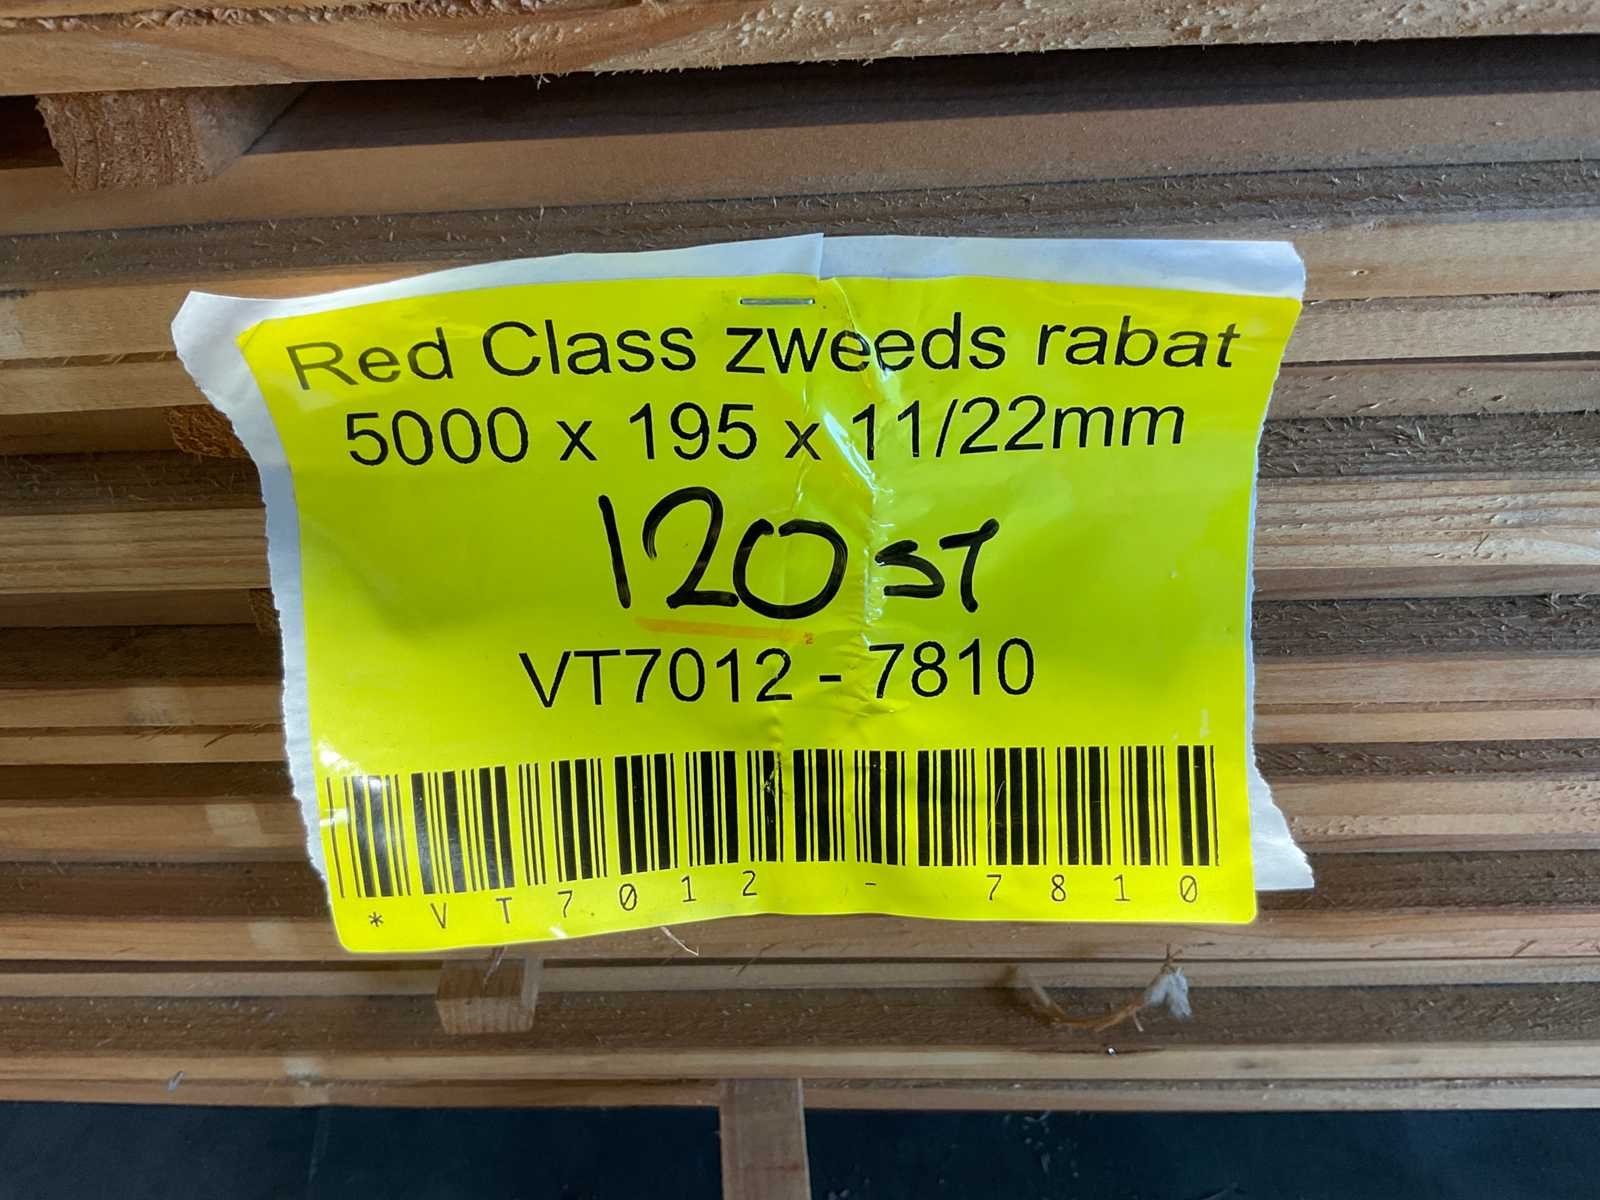 Red Class zweeds rabat
5000 x 195 x 11/22mm
120 ST
VT7012 - 7810
*VT7012 - 7810